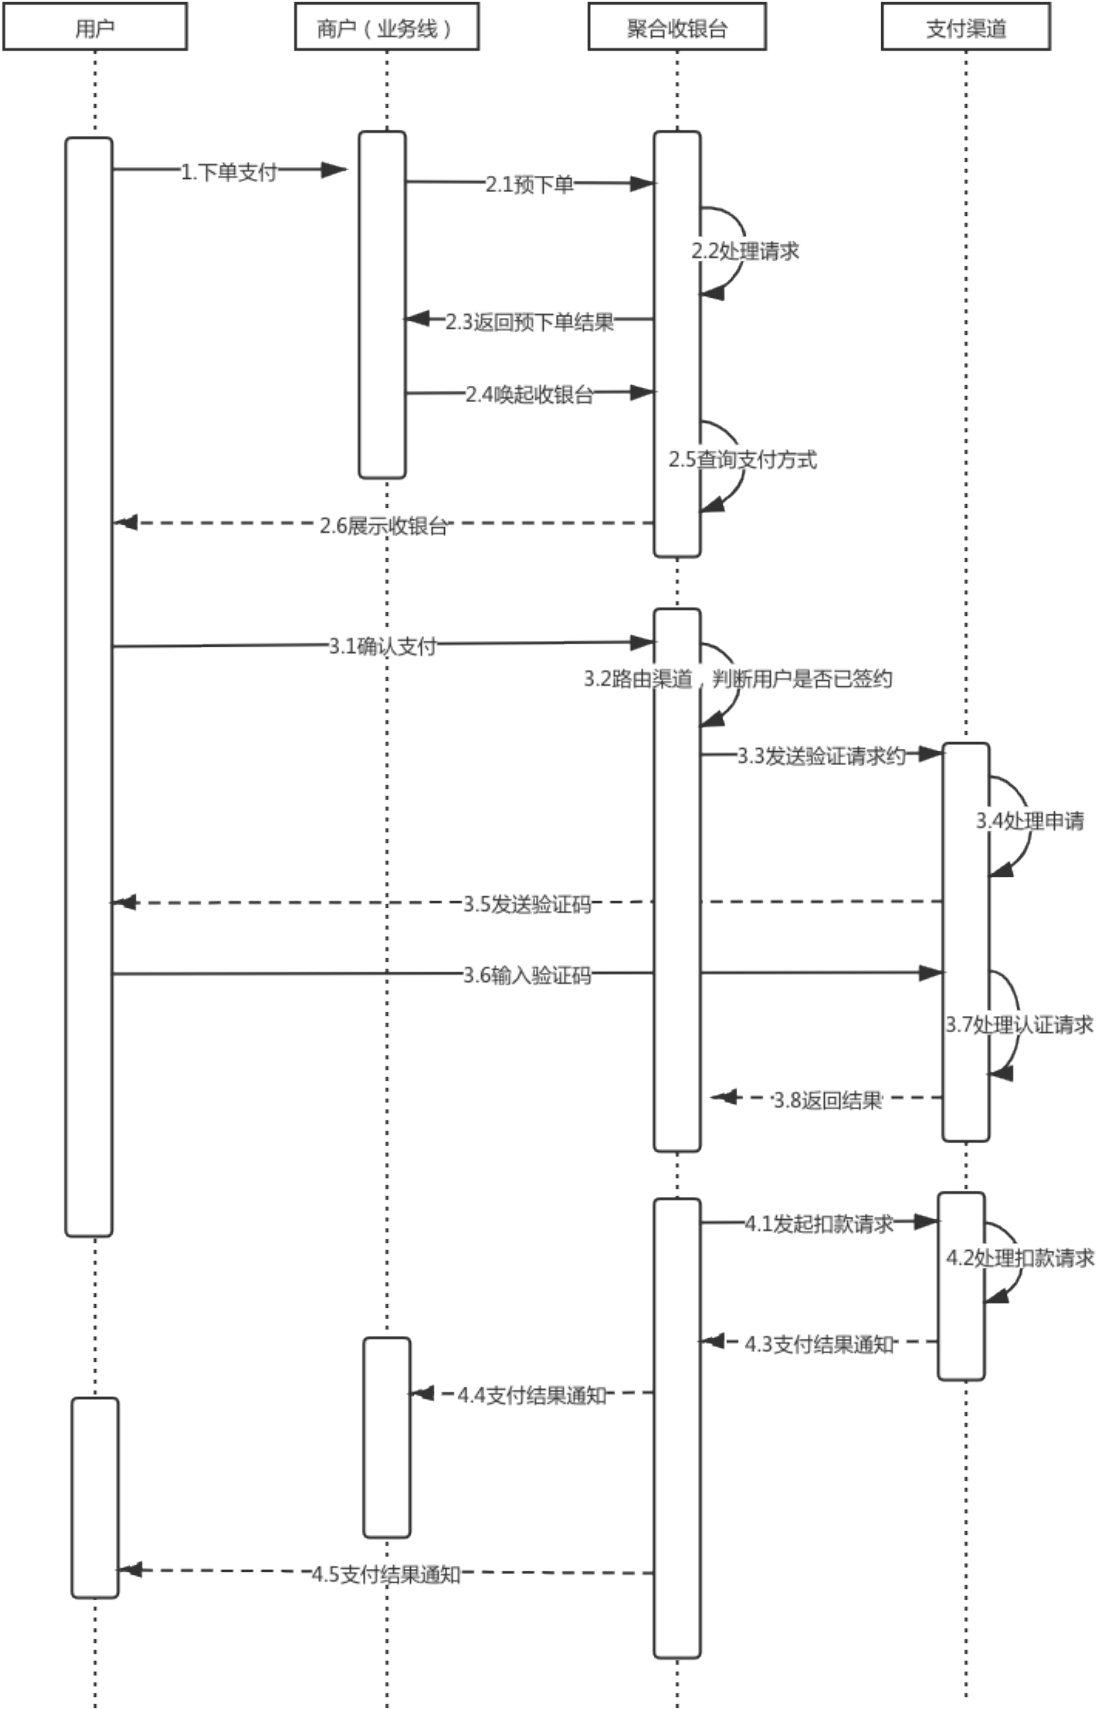 用户
商户（业务线）
聚合收银台
支付渠道
1.下单支付
2.1预下单
2.2处理请求
2.3返回预下单结果
2.4唤起收银台
2.5查询支付方式
2.6展示收银台
3.1确认支付
3.2路由渠道，判断用户是否已签约
3.3发送验证请求约
3.4处理申请
3.5发送验证码
3.6输入验证码
3.7处理认证请求
3.8返回结果
4.1发起扣款请求
4.2处理扣款请求
4.3支付结果通知
4.4支付结果通知
4.5支付结果通知